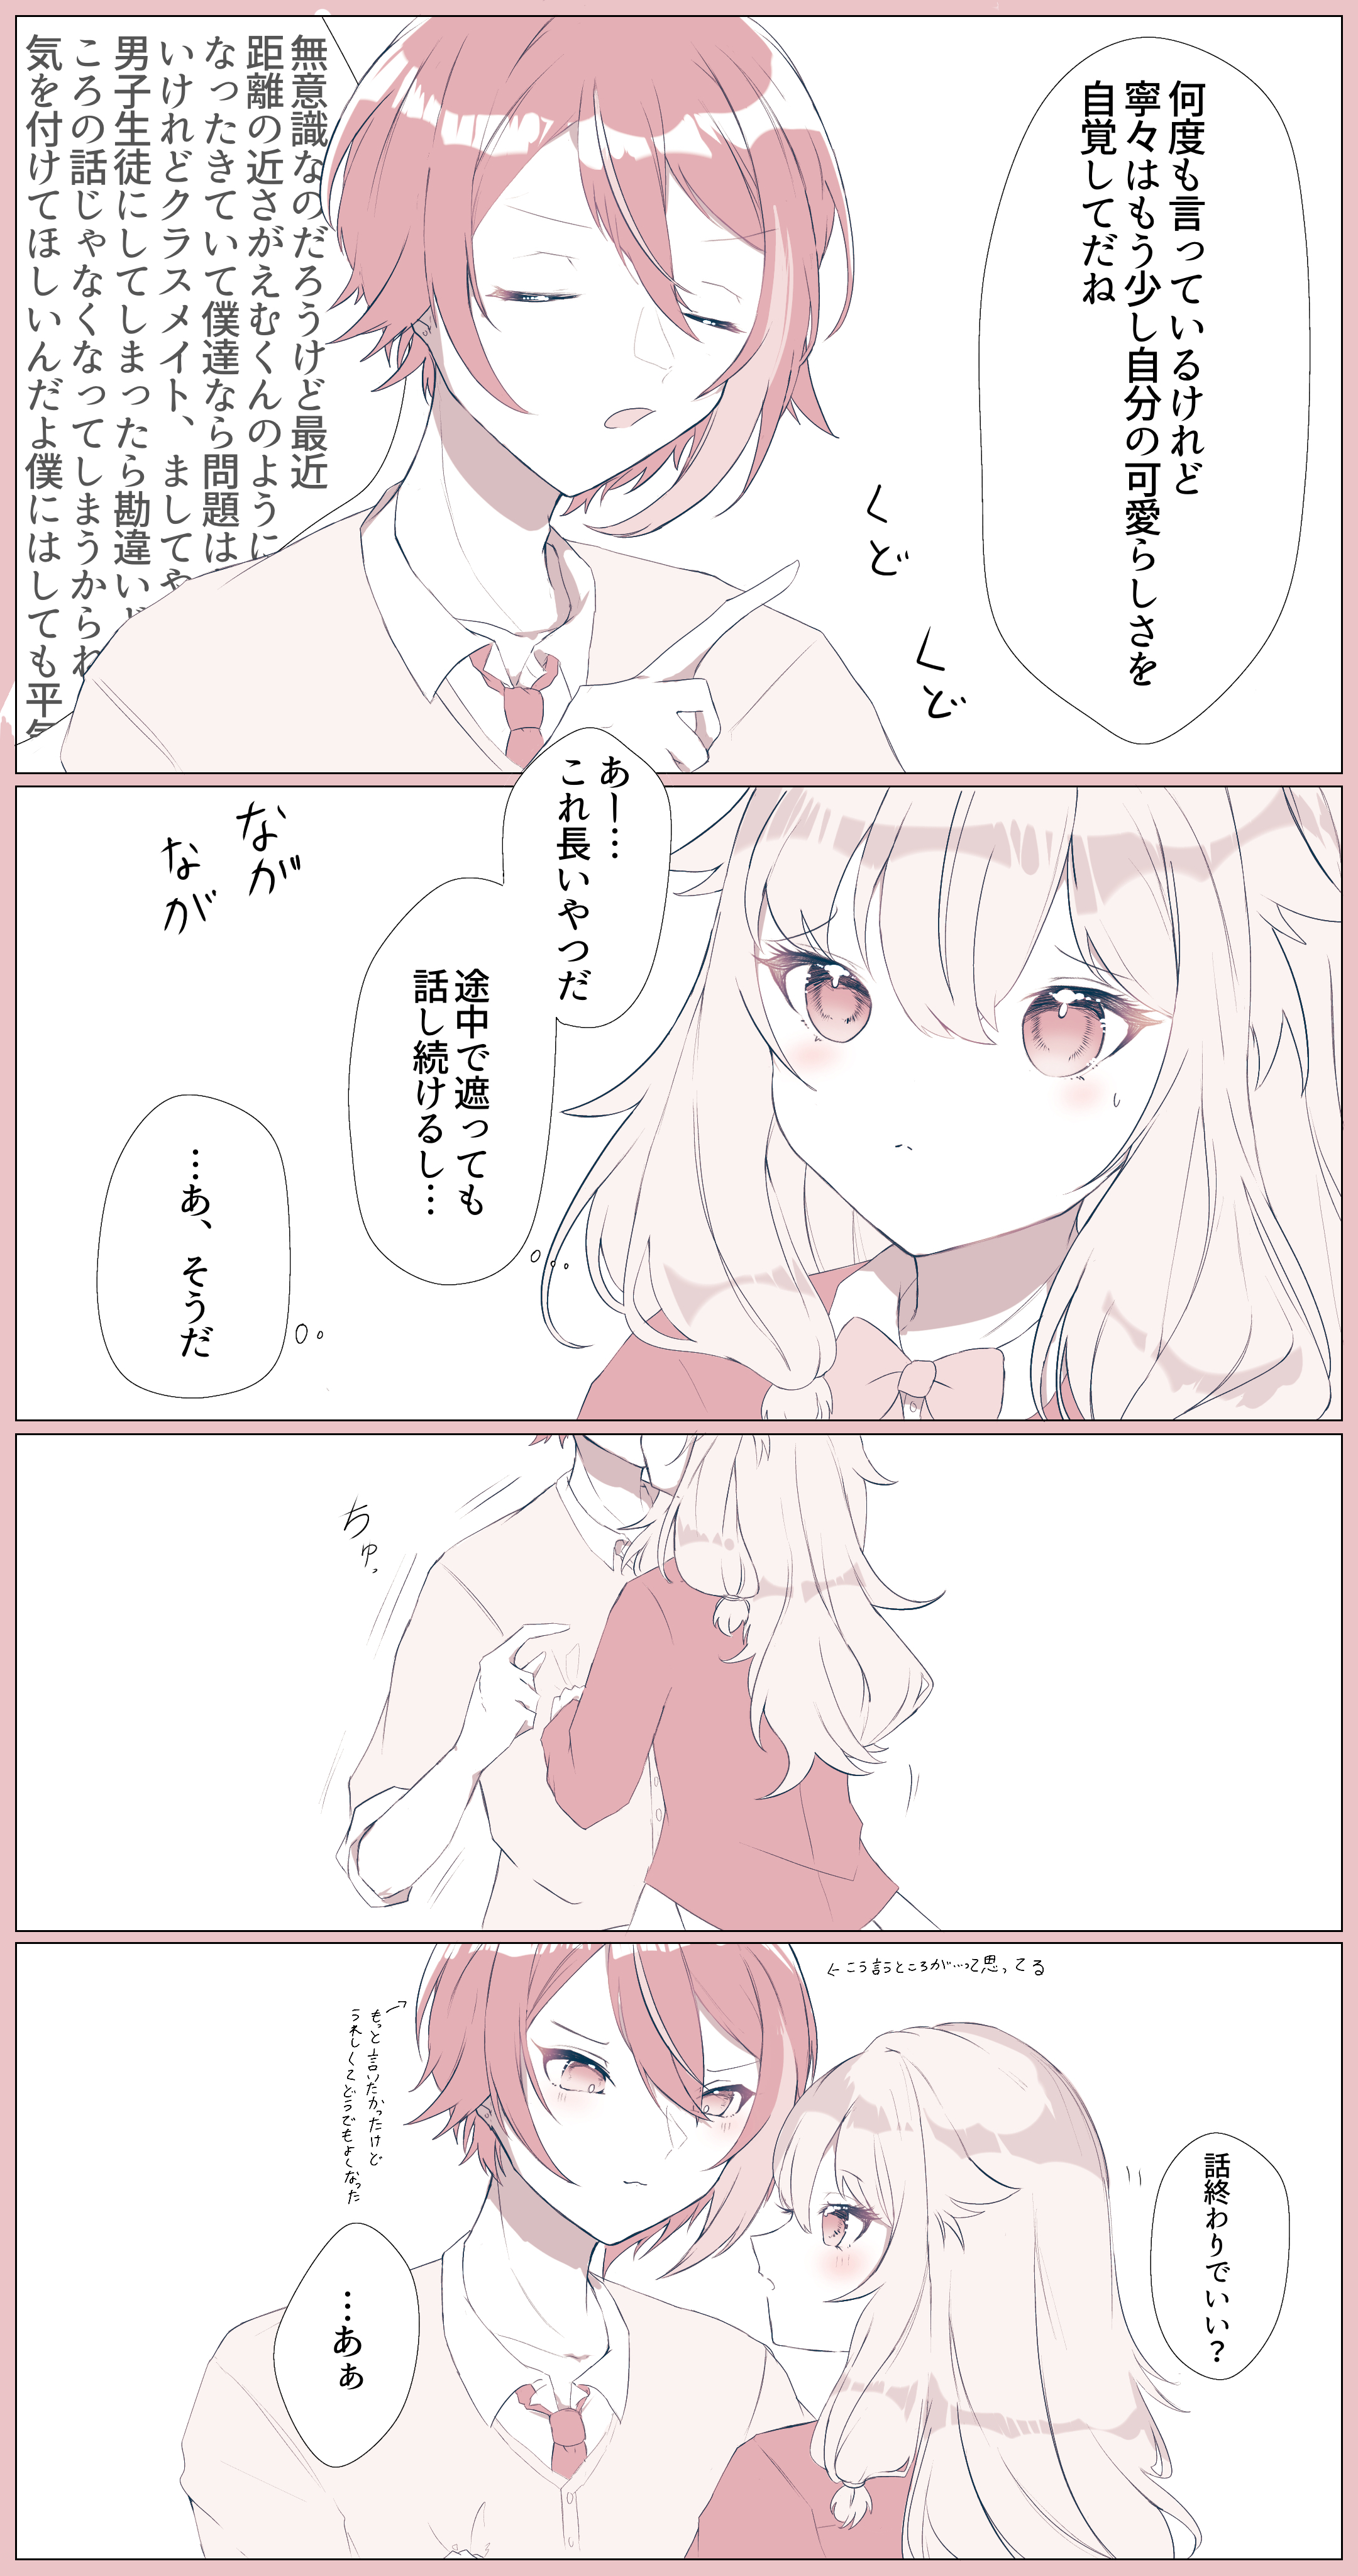 何度も言っているけれど
寧々はもう少し自分の可愛らしさを
自覚してだね
くど
くど
無意識なのだろうけど最近
距離の近さがえむくんのように
なったきていて僕達なら問題は
いけれどクラスメイト、ましてや
男子生徒にしてしまったら勘違いど
ころの話じゃなくなってしまうからね
気を付けてほしいんだよ僕にはしても平気
あー…
これ長いやつだ
途中で遮っても
話し続けるし…
なが
なが
…あ、そうだ
ちゅ。
←こう言うところが…って思ってる
話終わりでいい？
もっと言いたかったけど
うれしくてどうでもよくなった
…あぁ